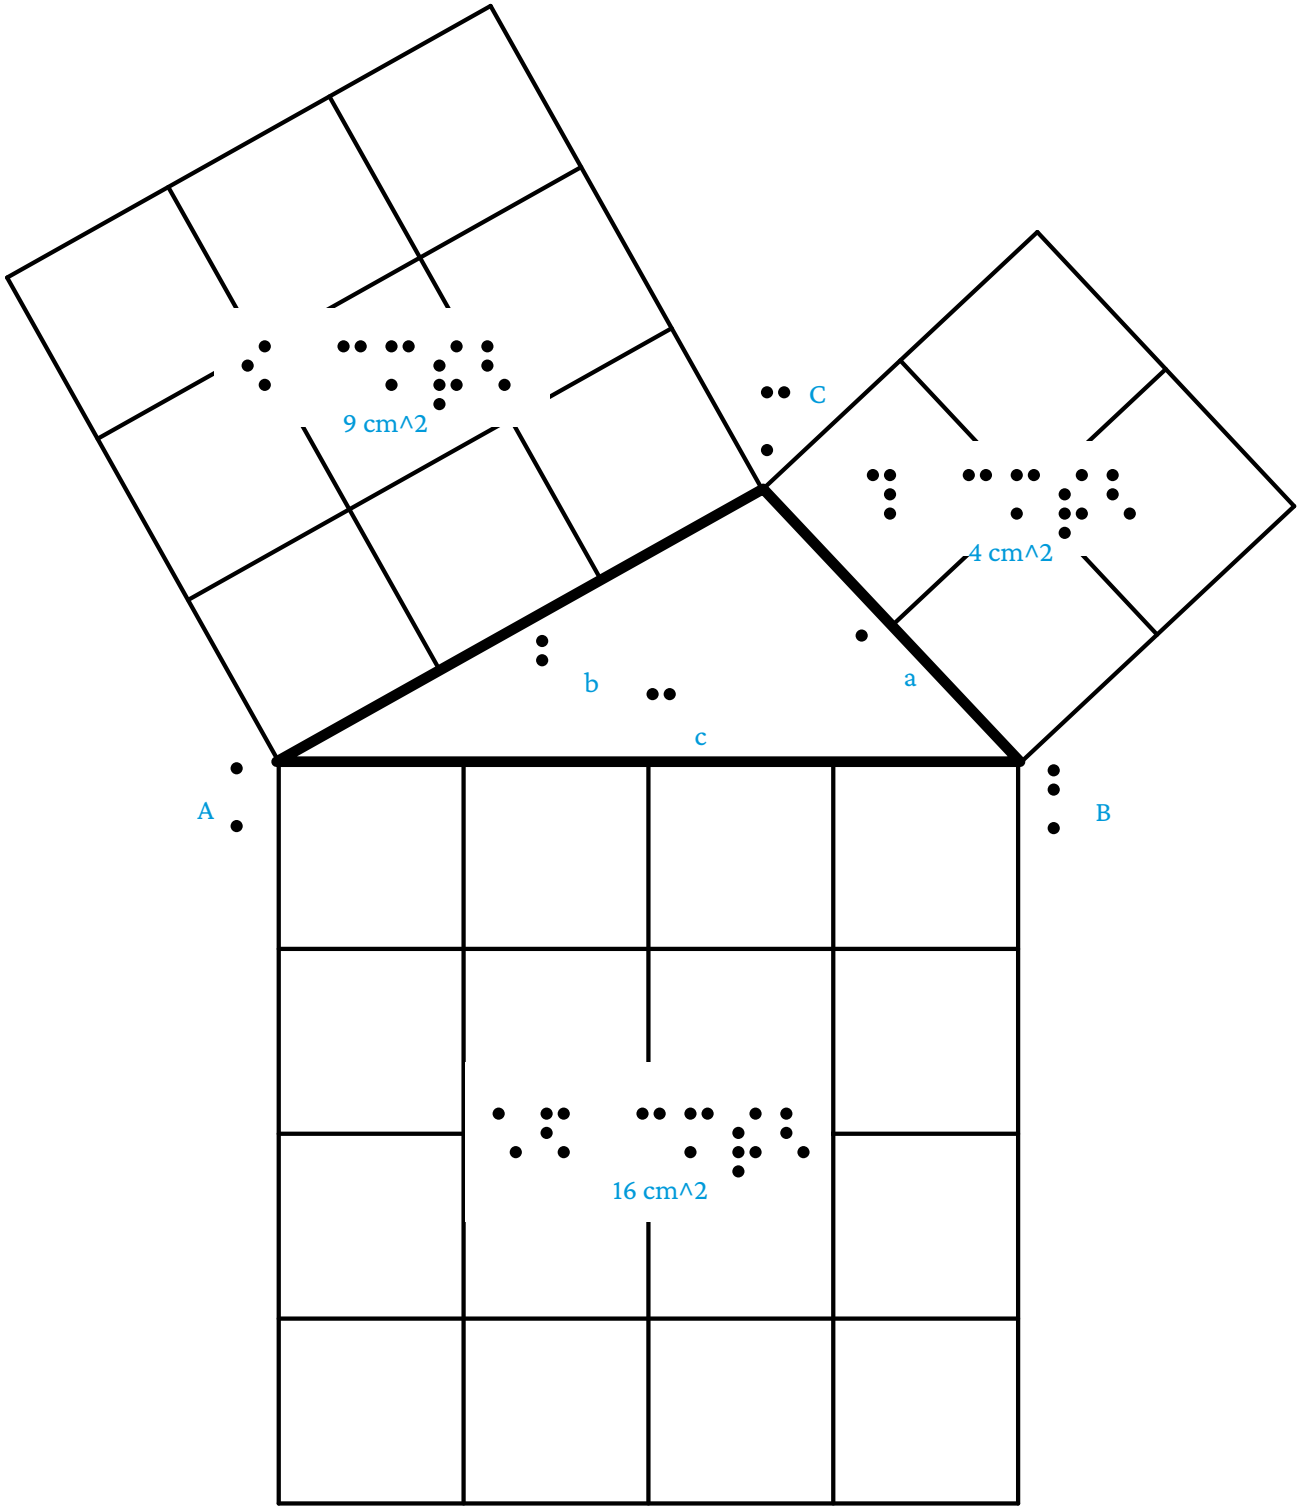 ⠪ ⠉⠍⡮⠣
9 cm^2
⡉ C
⠹ ⠉⠍⡮⠣
4 cm^2
⠃ b
⠁ a
⠉ c
⡁ A
⡃ B
⠡⠫ ⠉⠍⡮⠣
16 cm^2